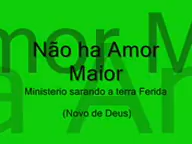 Não ha Amor
Maior
Ministerio sarando a terra Ferida
(Novo de Deus)